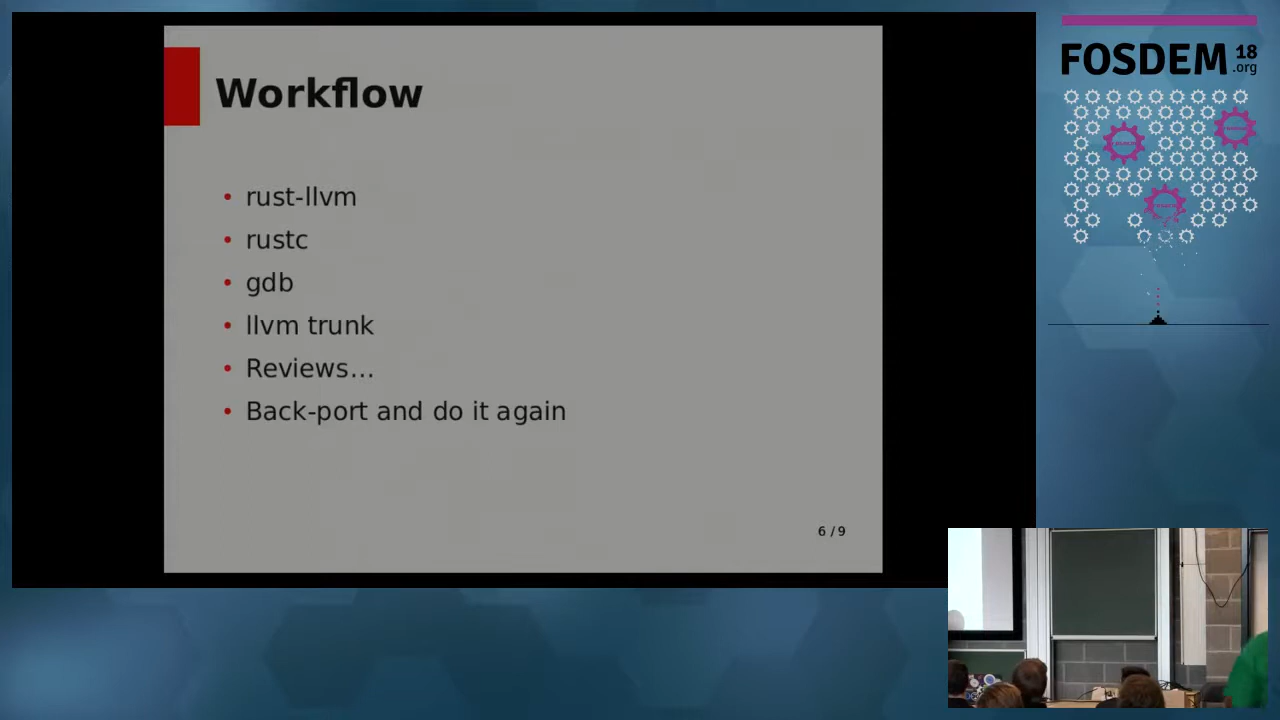 Workflow
• rust-llvm
• rustc
• gdb
• llvm trunk
• Reviews...
• Back-port and do it again
6 / 9
FOSDEM 18
.org